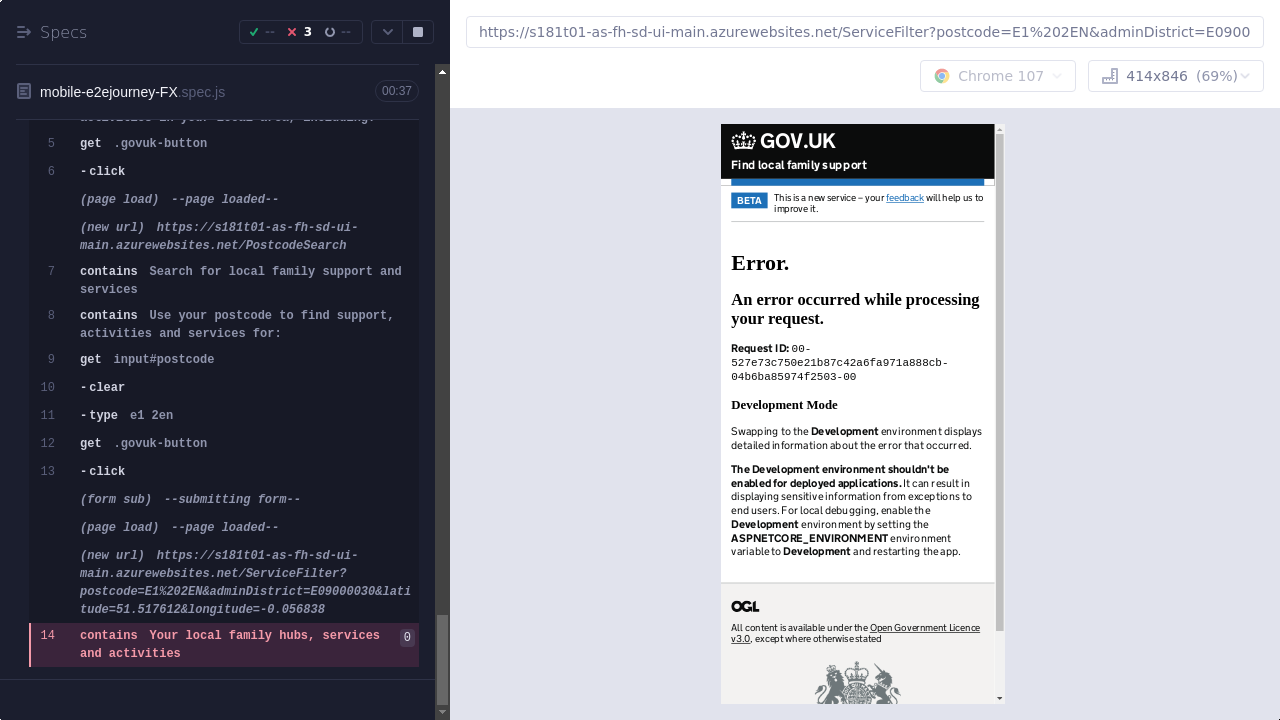 Specs
--
3
--
https://s181t01-as-fh-sd-ui-main.azurewebsites.net/ServiceFilter?postcode=E1%202EN&adminDistrict=E0900
Chrome 107
414x846 (69%)
mobile-e2ejourney-FX.spec.js
00:37
activities in your local area, including:
5 get .govuk-button
6 -click
(page load) --page loaded--
(new url) https://s181t01-as-fh-sd-ui-
main.azurewebsites.net/PostcodeSearch
7 contains Search for local family support and
services
8 contains Use your postcode to find support,
activities and services for:
9 get input#postcode
10 -clear
11 -type e1 2en
12 get .govuk-button
13 -click
(form sub) --submitting form--
(page load) --page loaded--
(new url) https://s181t01-as-fh-sd-ui-
main.azurewebsites.net/ServiceFilter?
postcode=E1%202EN&adminDistrict=E09000030&lati
tude=51.517612&longitude=-0.056838
14 contains Your local family hubs, services 0
and activities
GOV.UK
Find local family support
BETA
This is a new service – your feedback will help us to
improve it.
Error.
An error occurred while processing
your request.
Request ID: 00-
527e73c750e21b87c42a6fa971a888cb-
04b6ba85974f2503-00
Development Mode
Swapping to the Development environment displays
detailed information about the error that occurred.
The Development environment shouldn't be
enabled for deployed applications. It can result in
displaying sensitive information from exceptions to
end users. For local debugging, enable the
Development environment by setting the
ASPNETCORE_ENVIRONMENT environment
variable to Development and restarting the app.
OGL
All content is available under the Open Government Licence
v3.0, except where otherwise stated